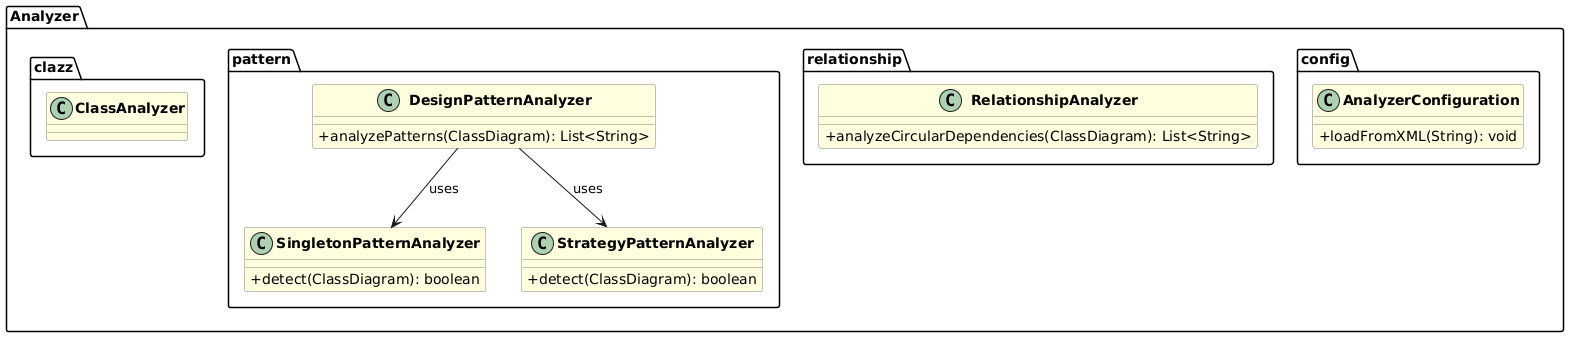 Analyzer
clazz
C ClassAnalyzer
pattern
C DesignPatternAnalyzer
+analyzePatterns(ClassDiagram): List<String>
uses
uses
C SingletonPatternAnalyzer
+detect(ClassDiagram): boolean
C StrategyPatternAnalyzer
+detect(ClassDiagram): boolean
relationship
C RelationshipAnalyzer
+analyzeCircularDependencies(ClassDiagram): List<String>
config
C AnalyzerConfiguration
+loadFromXML(String): void